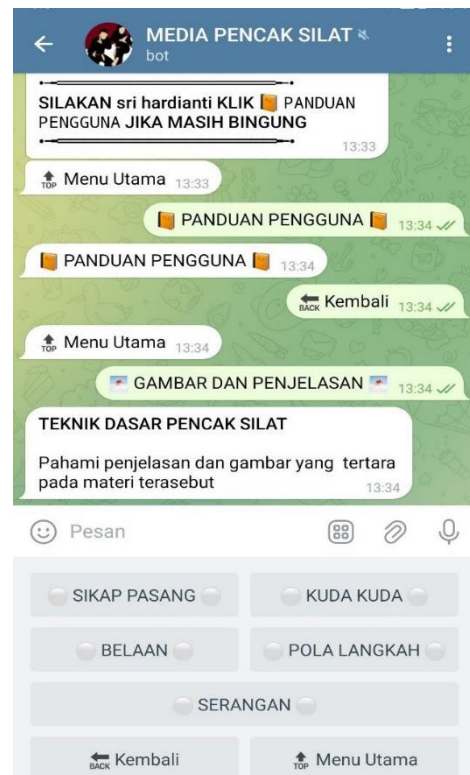 MEDIA PENCAK SILAT
bot
SILAKAN sri hardianti KLIK 📙 PANDUAN
PENGGUNA JIKA MASIH BINGUNG
13:33
🔝 Menu Utama 13:33
📙 PANDUAN PENGGUNA 📙 13:34
📙 PANDUAN PENGGUNA 📙 13:34
🔙 Kembali 13:34
🔝 Menu Utama 13:34
GAMBAR DAN PENJELASAN 13:34
TEKNIK DASAR PENCAK SILAT
Pahami penjelasan dan gambar yang tertara
pada materi terasebut
13:34
Pesan
SIKAP PASANG
KUDA KUDA
BELAAN
POLA LANGKAH
SERANGAN
🔙 Kembali
🔝 Menu Utama